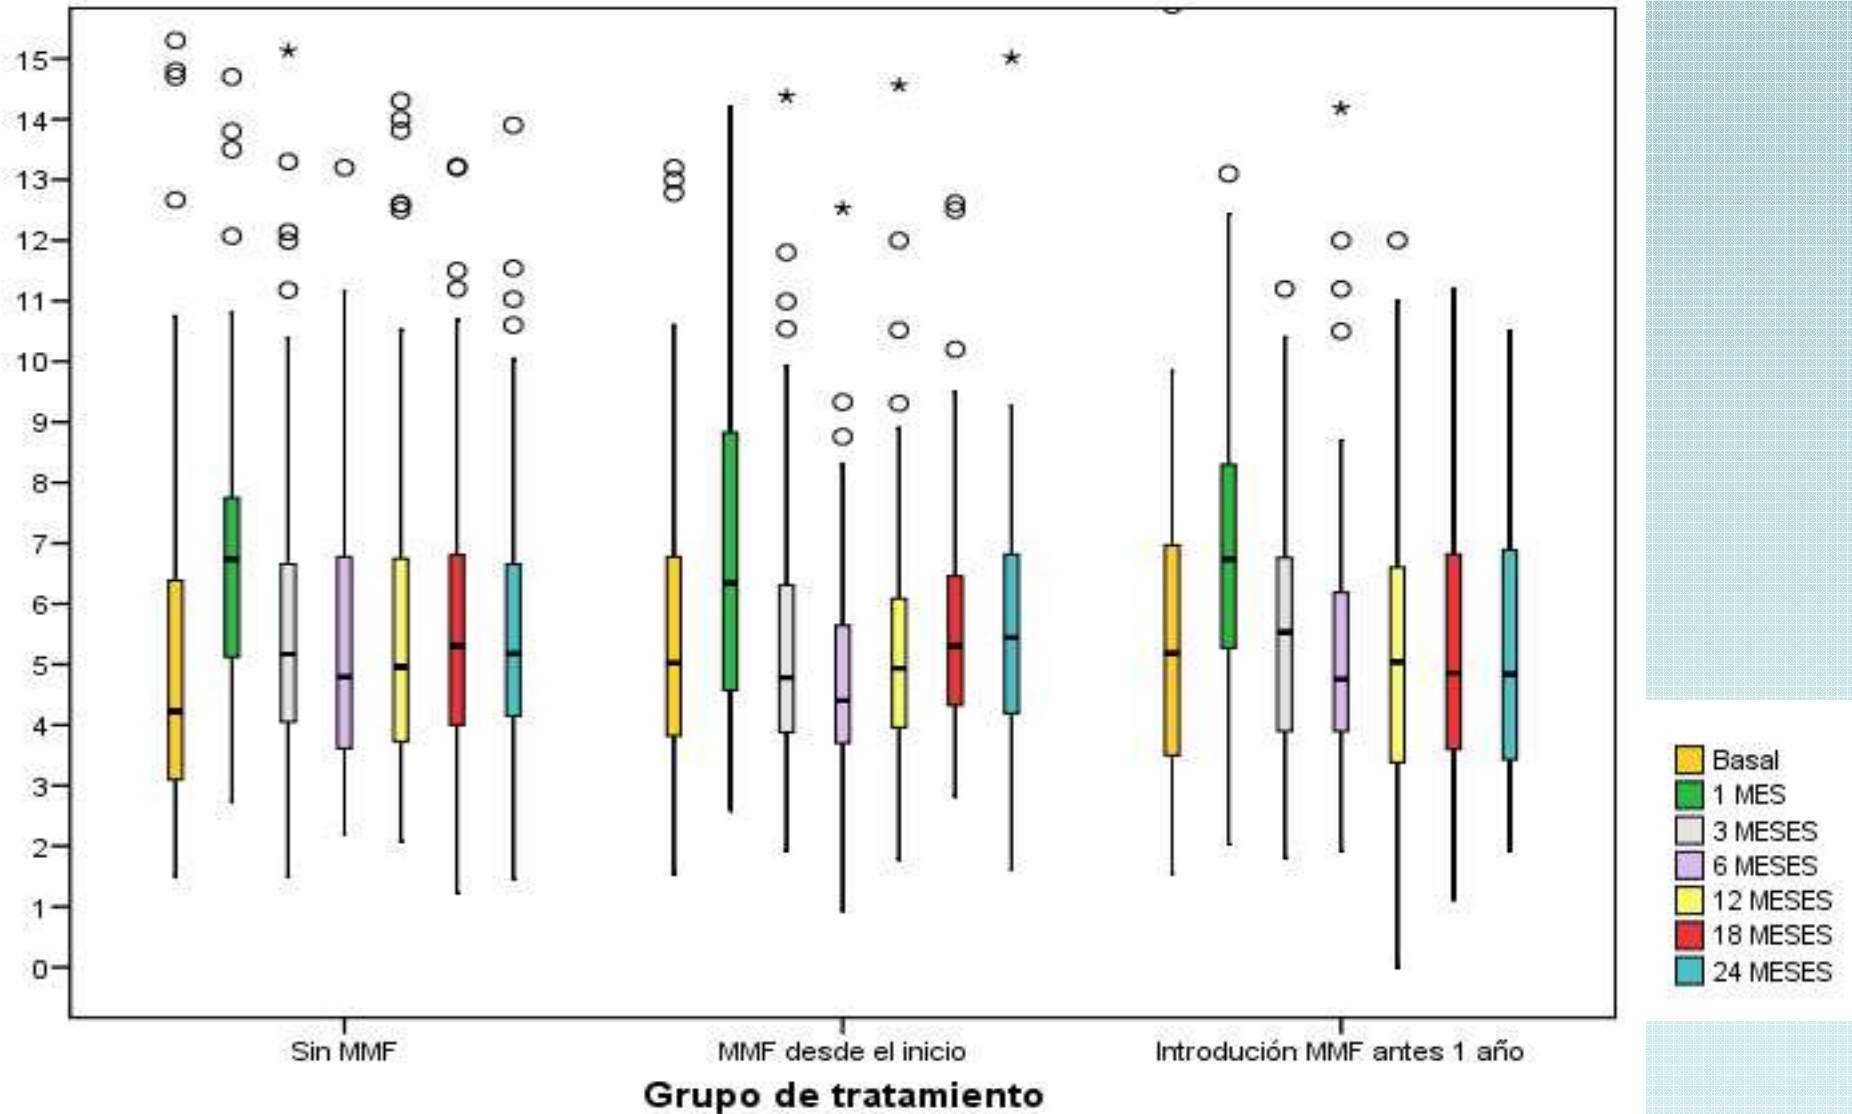 15
14
13
12
11
10
9
8
7
6
5
4
3
2
1
0
Sin MMF
MMF desde el inicio
Introdución MMF antes 1 año
Grupo de tratamiento
Basal
1 MES
3 MESES
6 MESES
12 MESES
18 MESES
24 MESES